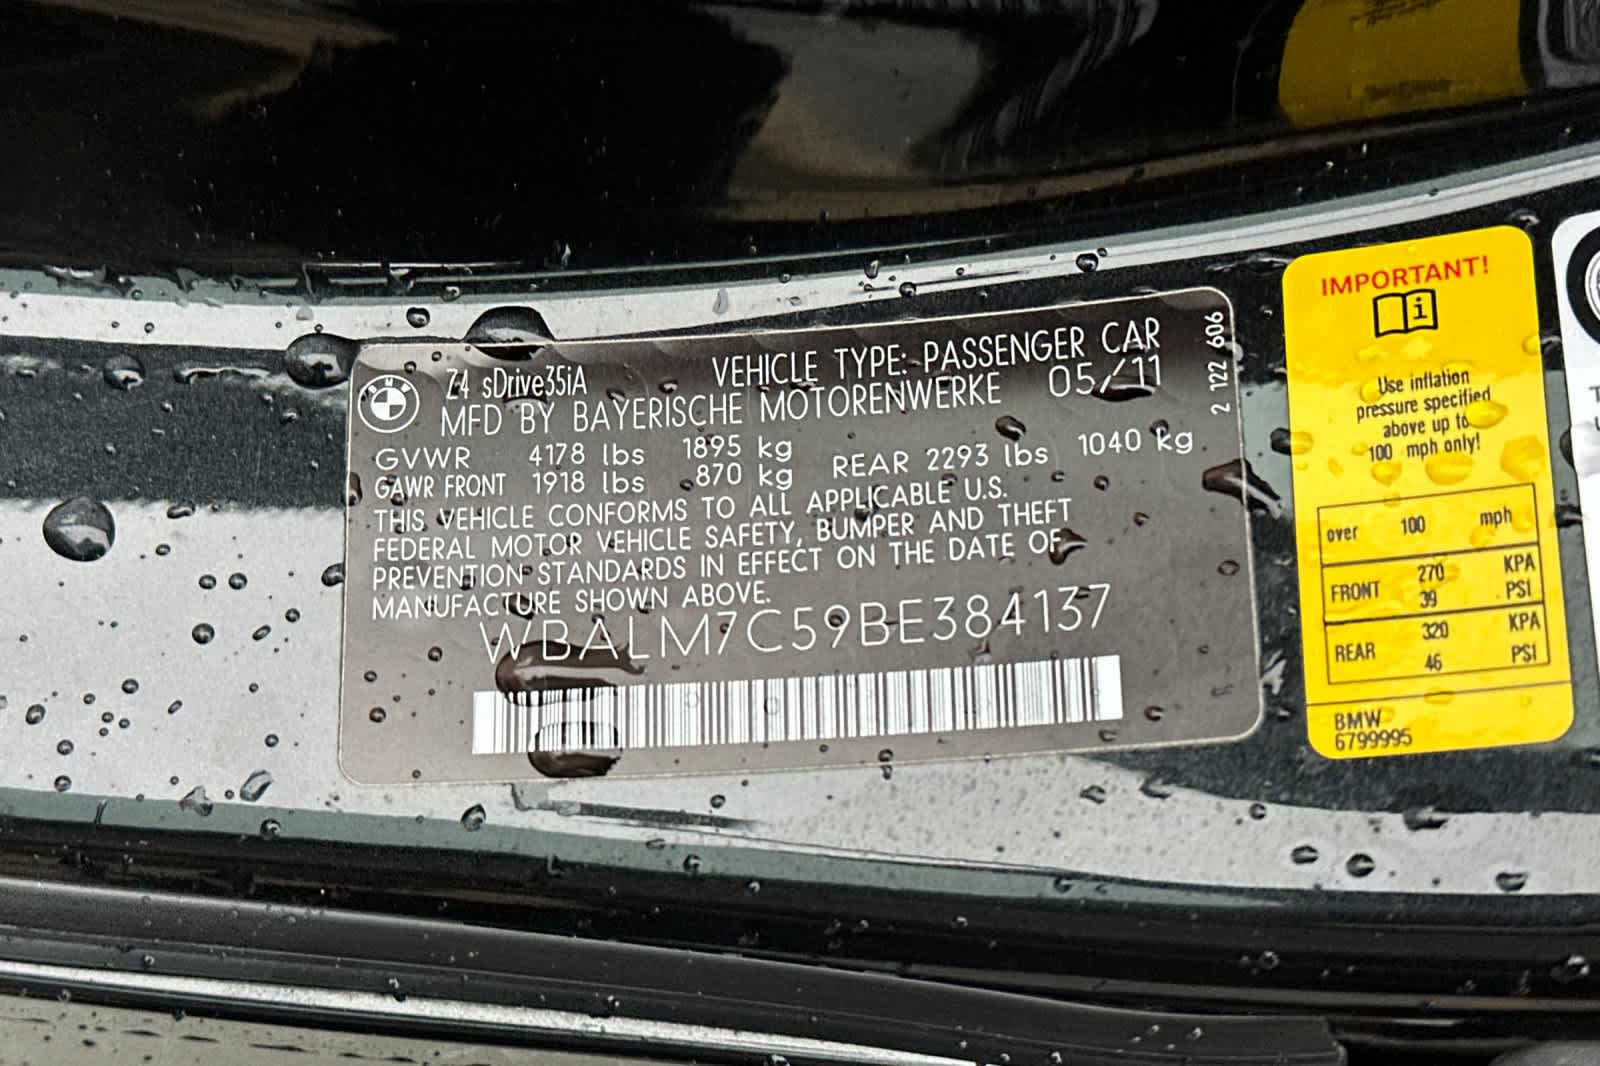 BMW
Z4 sDrive35iA
VEHICLE TYPE: PASSENGER CAR
MFD BY BAYERISCHE MOTORENWERKE 05/11
GVWR 4178 lbs 1895 kg
GAWR FRONT 1918 lbs 870 kg REAR 2293 lbs 1040 kg
THIS VEHICLE CONFORMS TO ALL APPLICABLE U.S.
FEDERAL MOTOR VEHICLE SAFETY, BUMPER AND THEFT
PREVENTION STANDARDS IN EFFECT ON THE DATE OF
MANUFACTURE SHOWN ABOVE.
WBALM7C59BE384137
2 122 606
IMPORTANT!
i
Use inflation
pressure specified
above up to
100 mph only!
over 100 mph
FRONT 270 KPA
39 PSI
REAR 320 KPA
46 PSI
BMW
6799995